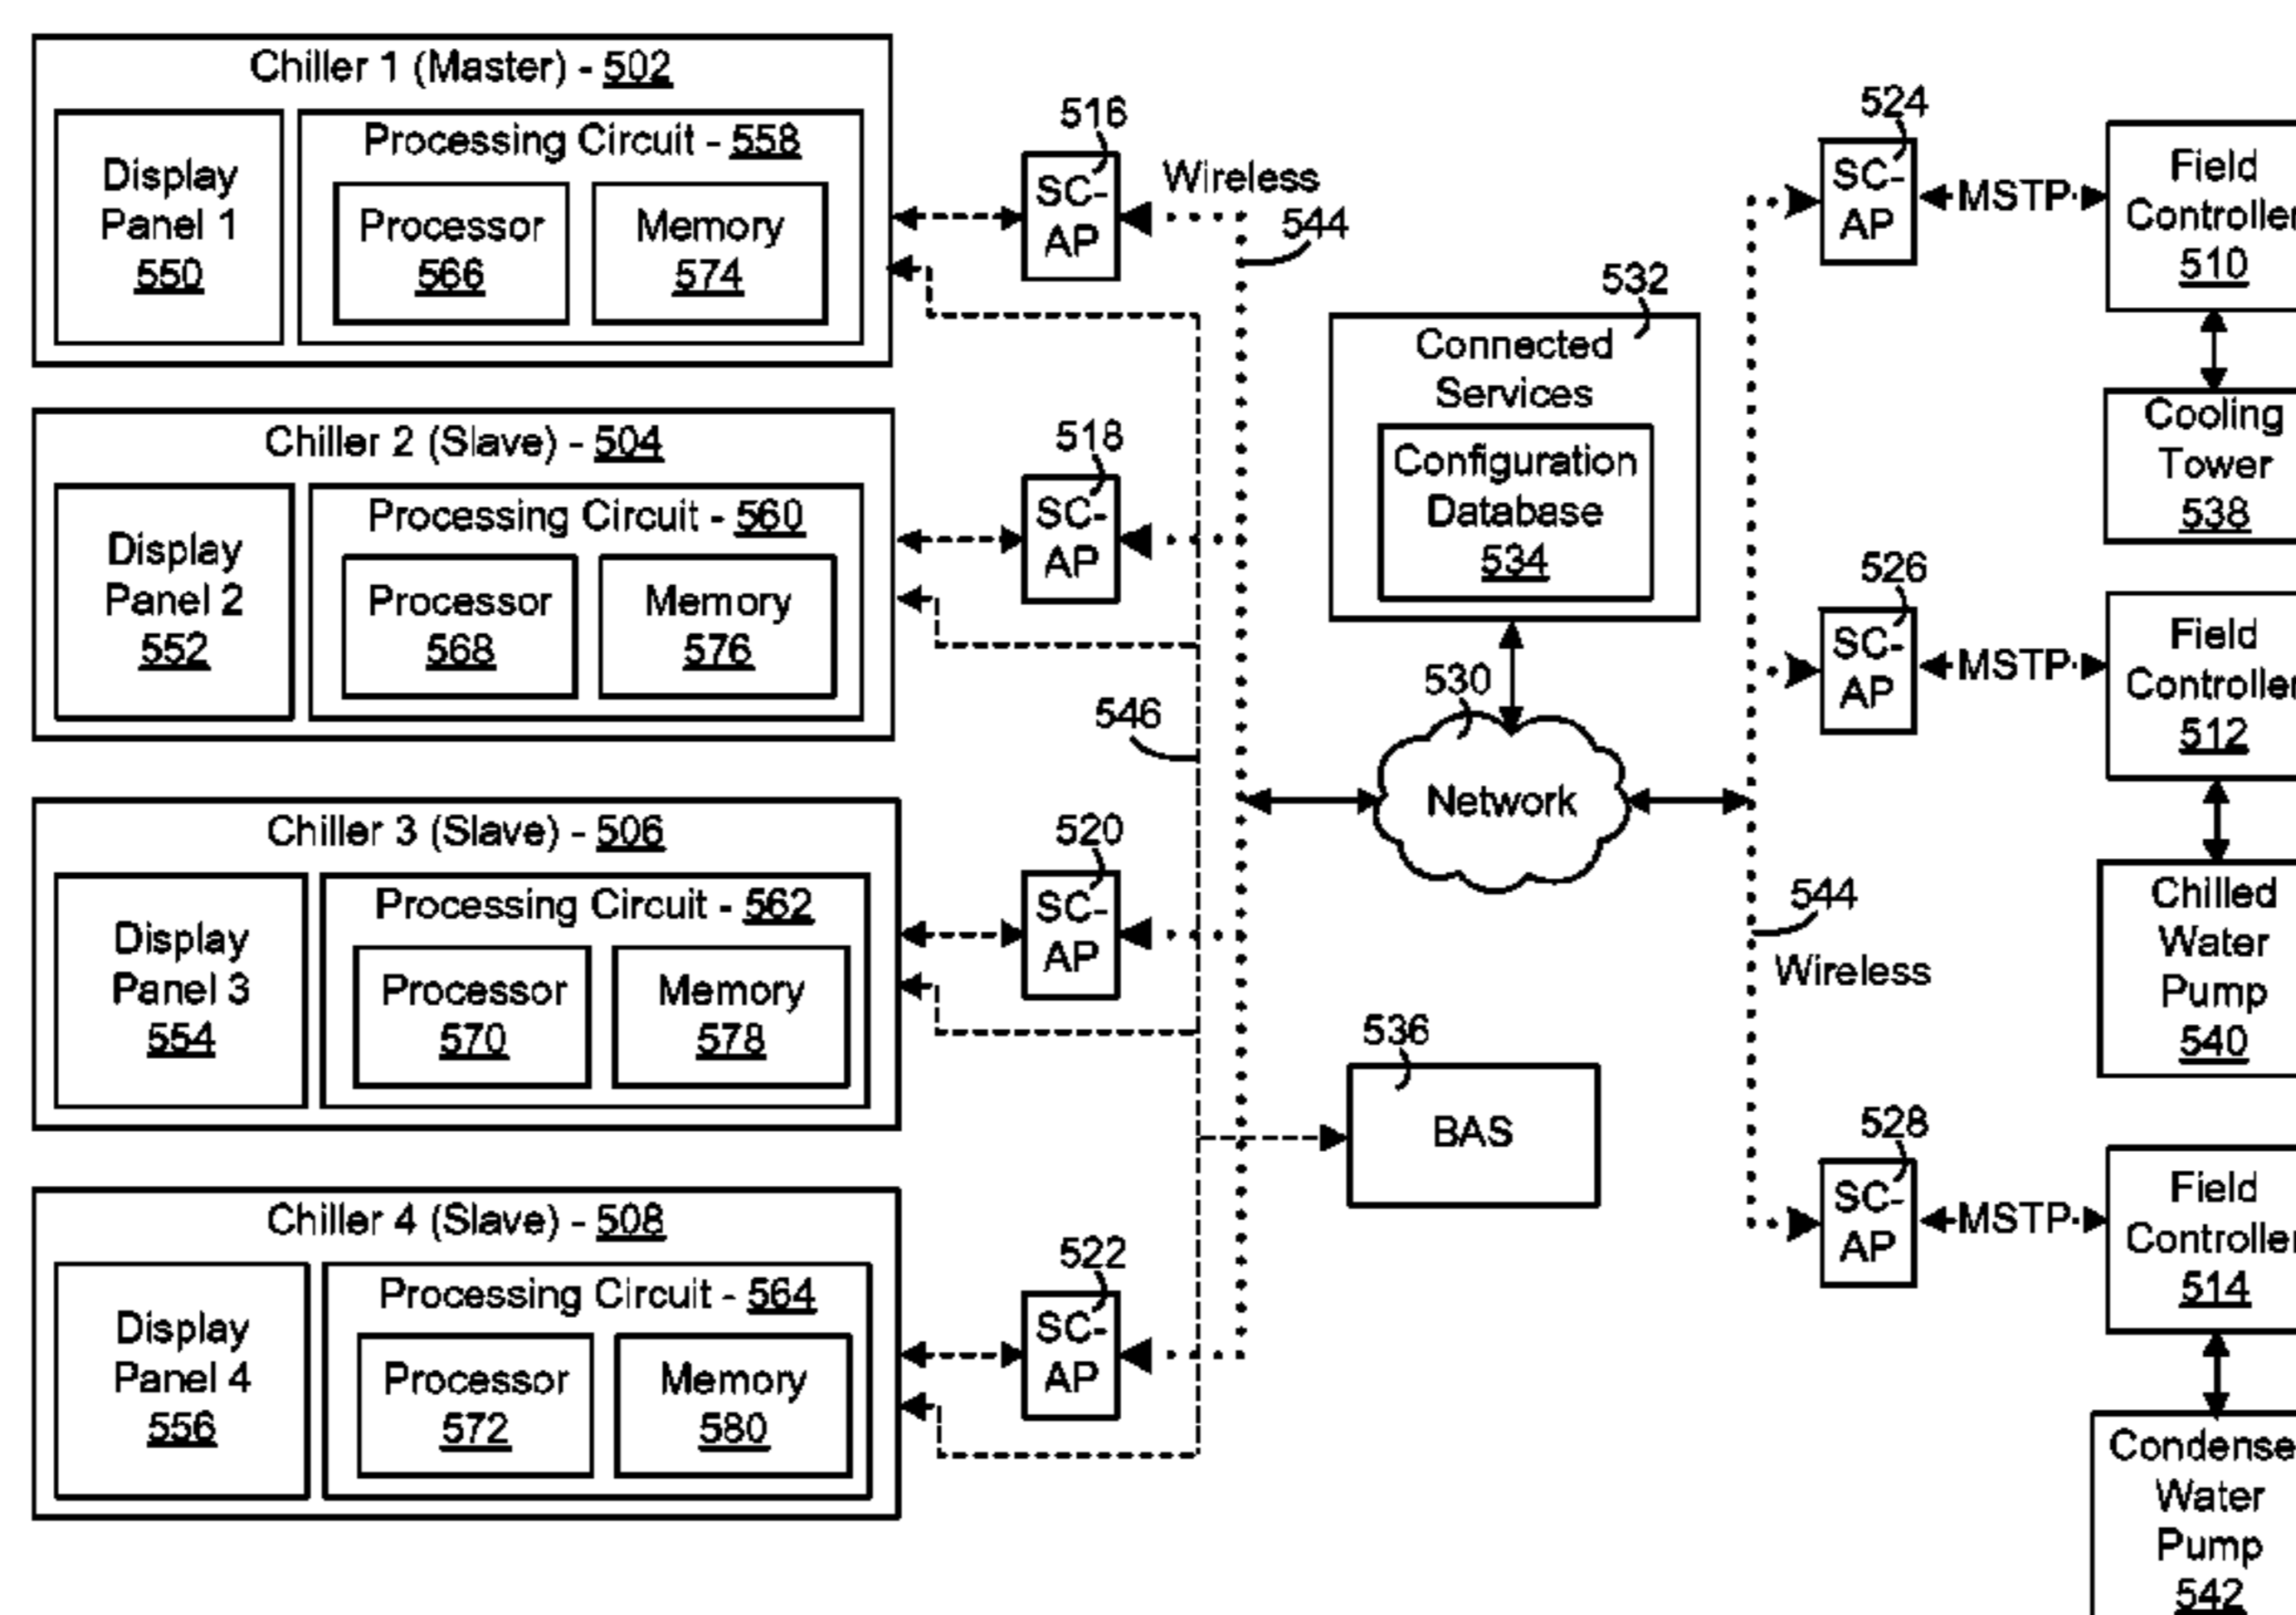 Chiller 1 (Master) - 502
Display
Panel 1
550
Processing Circuit - 558
Processor
566
Memory
574
Chiller 2 (Slave) - 504
Display
Panel 2
552
Processing Circuit - 560
Processor
568
Memory
576
Chiller 3 (Slave) - 506
Display
Panel 3
554
Processing Circuit - 562
Processor
570
Memory
578
Chiller 4 (Slave) - 508
Display
Panel 4
556
Processing Circuit - 564
Processor
572
Memory
580
516
SC-
AP
518
SC-
AP
520
SC-
AP
522
SC-
AP
Wireless
544
546
532
Connected
Services
Configuration
Database
534
530
Network
536
BAS
544
Wireless
524
SC-
AP
MSTP
Field
Controller
510
Cooling
Tower
538
526
SC-
AP
MSTP
Field
Controller
512
Chilled
Water
Pump
540
528
SC-
AP
MSTP
Field
Controller
514
Condense
Water
Pump
542